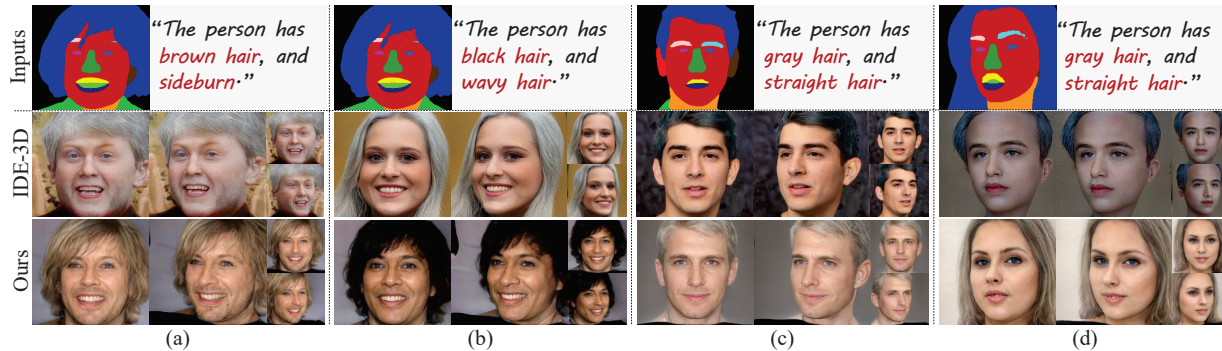 Inputs
“The person has
brown hair, and
sideburn.”
“The person has
black hair, and
wavy hair.”
“The person has
gray hair, and
straight hair.”
“The person has
gray hair, and
straight hair.”
IDE-3D
Ours
(a)
(b)
(c)
(d)